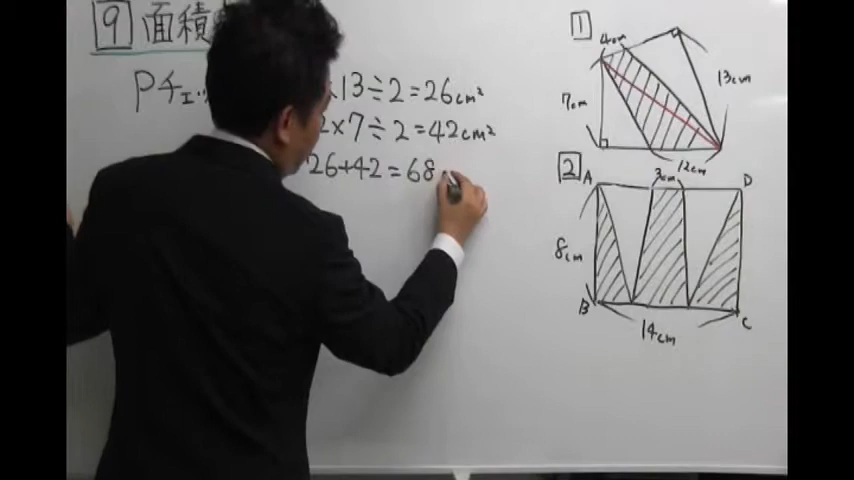 9 面積
Pチェッ
×13÷2=26cm²
2×7÷2=42cm²
26+42=68
1
4cm
13cm
7cm
12cm
2
3cm
A
D
8cm
B
C
14cm